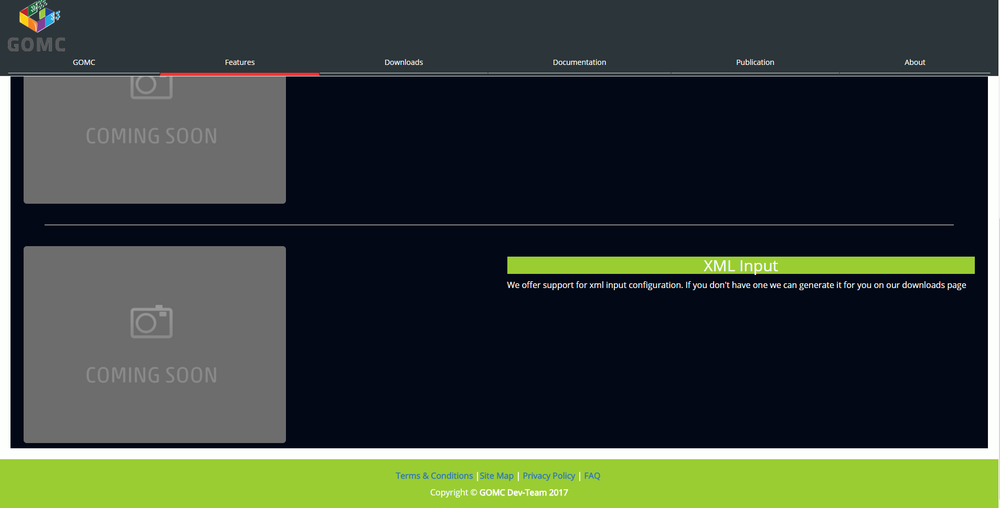 GOMC
GOMC Features Downloads Documentation Publication About
COMING SOON
XML Input
We offer support for xml input configuration. If you don't have one we can generate it for you on our downloads page
COMING SOON
Terms & Conditions |Site Map | Privacy Policy | FAQ
Copyright © GOMC Dev-Team 2017